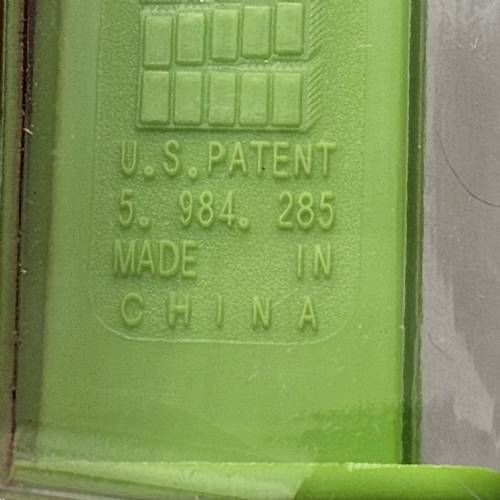 U.S.PATENT
5. 984. 285
MADE IN
CHINA